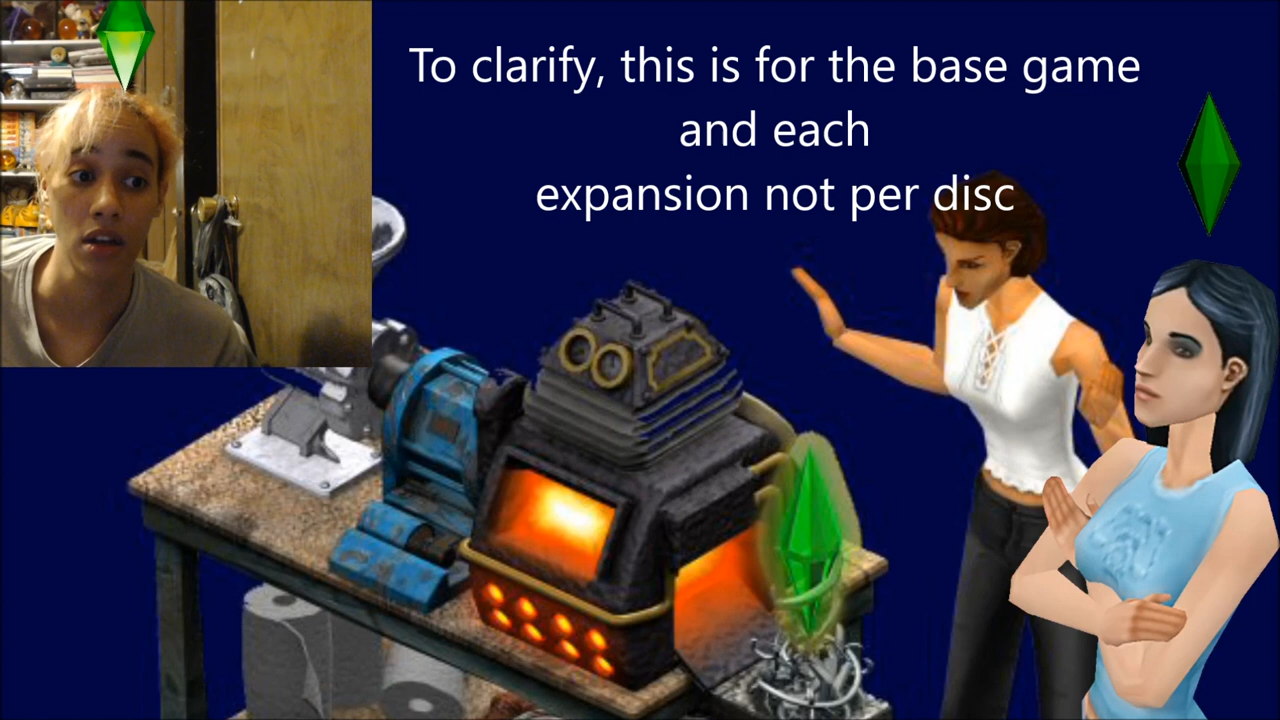 To clarify, this is for the base game
and each
expansion not per disc